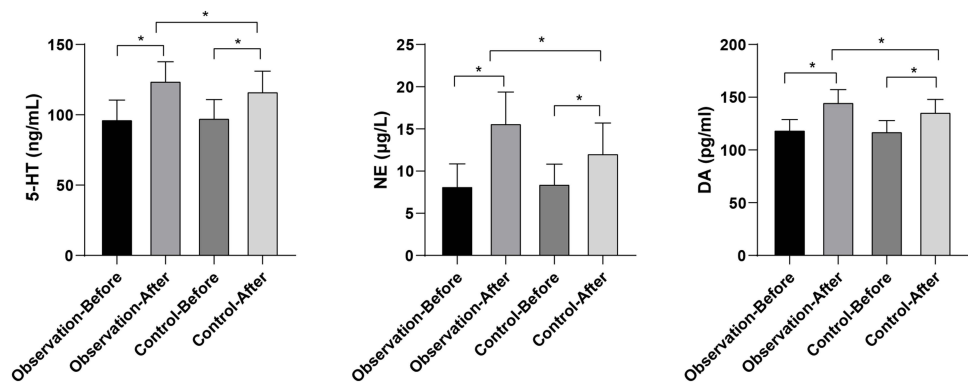 5-HT (ng/mL)
150
100
50
0
*
*
*
Observation-Before
Observation-After
Control-Before
Control-After
NE (μg/L)
25
20
15
10
5
0
*
*
*
Observation-Before
Observation-After
Control-Before
Control-After
DA (pg/ml)
200
150
100
50
0
*
*
*
Observation-Before
Observation-After
Control-Before
Control-After